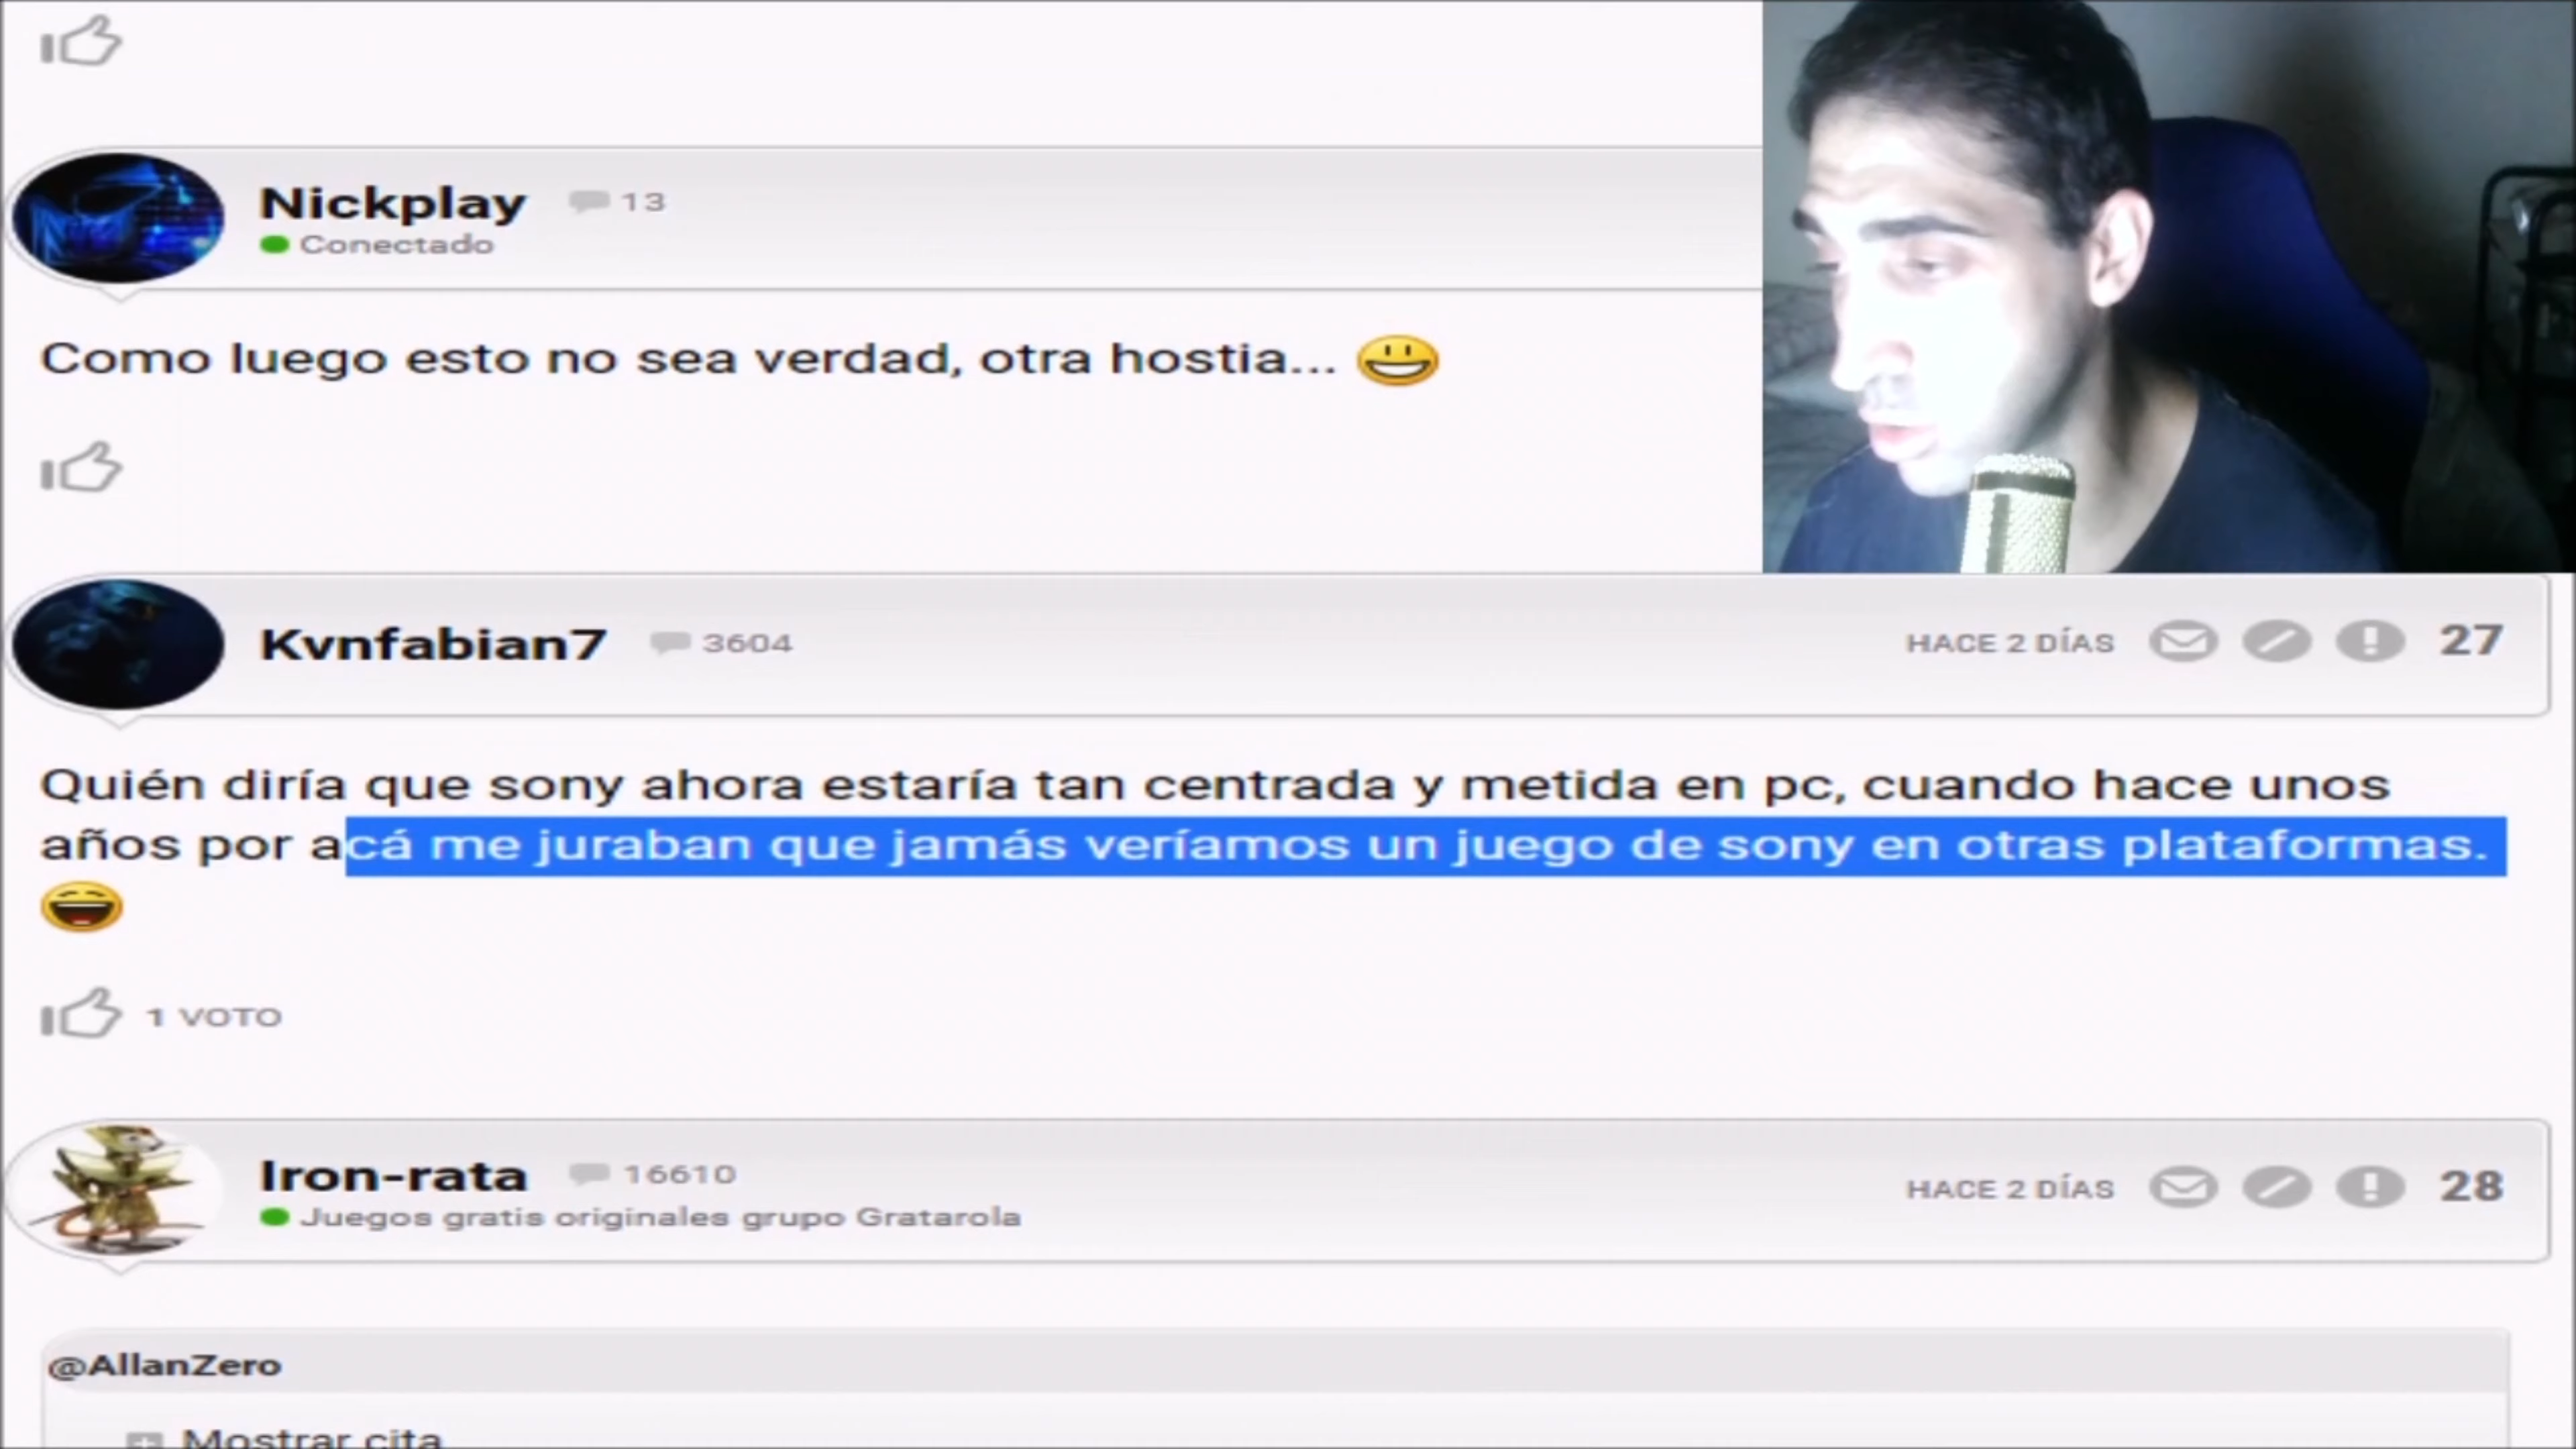 Nickplay 13
Conectado
Como luego esto no sea verdad, otra hostia...
Kvnfabian7 3604 HACE 2 DÍAS 27
Quién diría que sony ahora estaría tan centrada y metida en pc, cuando hace unos
años por acá me juraban que jamás veríamos un juego de sony en otras plataformas.
1 VOTO
Iron-rata 16610 HACE 2 DÍAS 28
Juegos gratis originales grupo Gratarola
@AllanZero
Mostrar cita